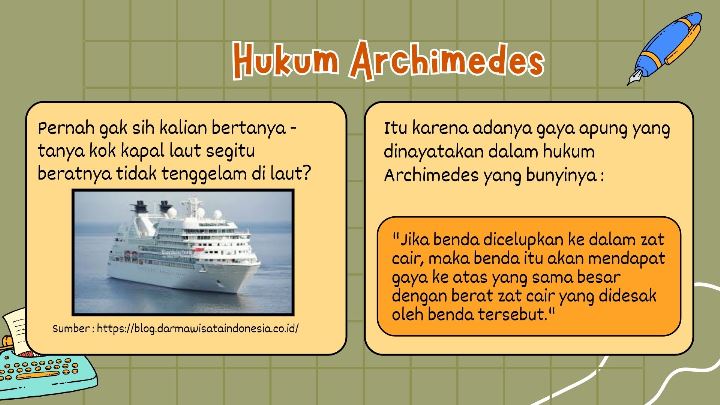 Hukum Archimedes
Pernah gak sih kalian bertanya -
tanya kok kapal laut segitu
beratnya tidak tenggelam di laut?
Sumber : https://blog.darmawisataindonesia.co.id/
Itu karena adanya gaya apung yang
dinayatakan dalam hukum
Archimedes yang bunyinya :
"Jika benda dicelupkan ke dalam zat
cair, maka benda itu akan mendapat
gaya ke atas yang sama besar
dengan berat zat cair yang didesak
oleh benda tersebut."